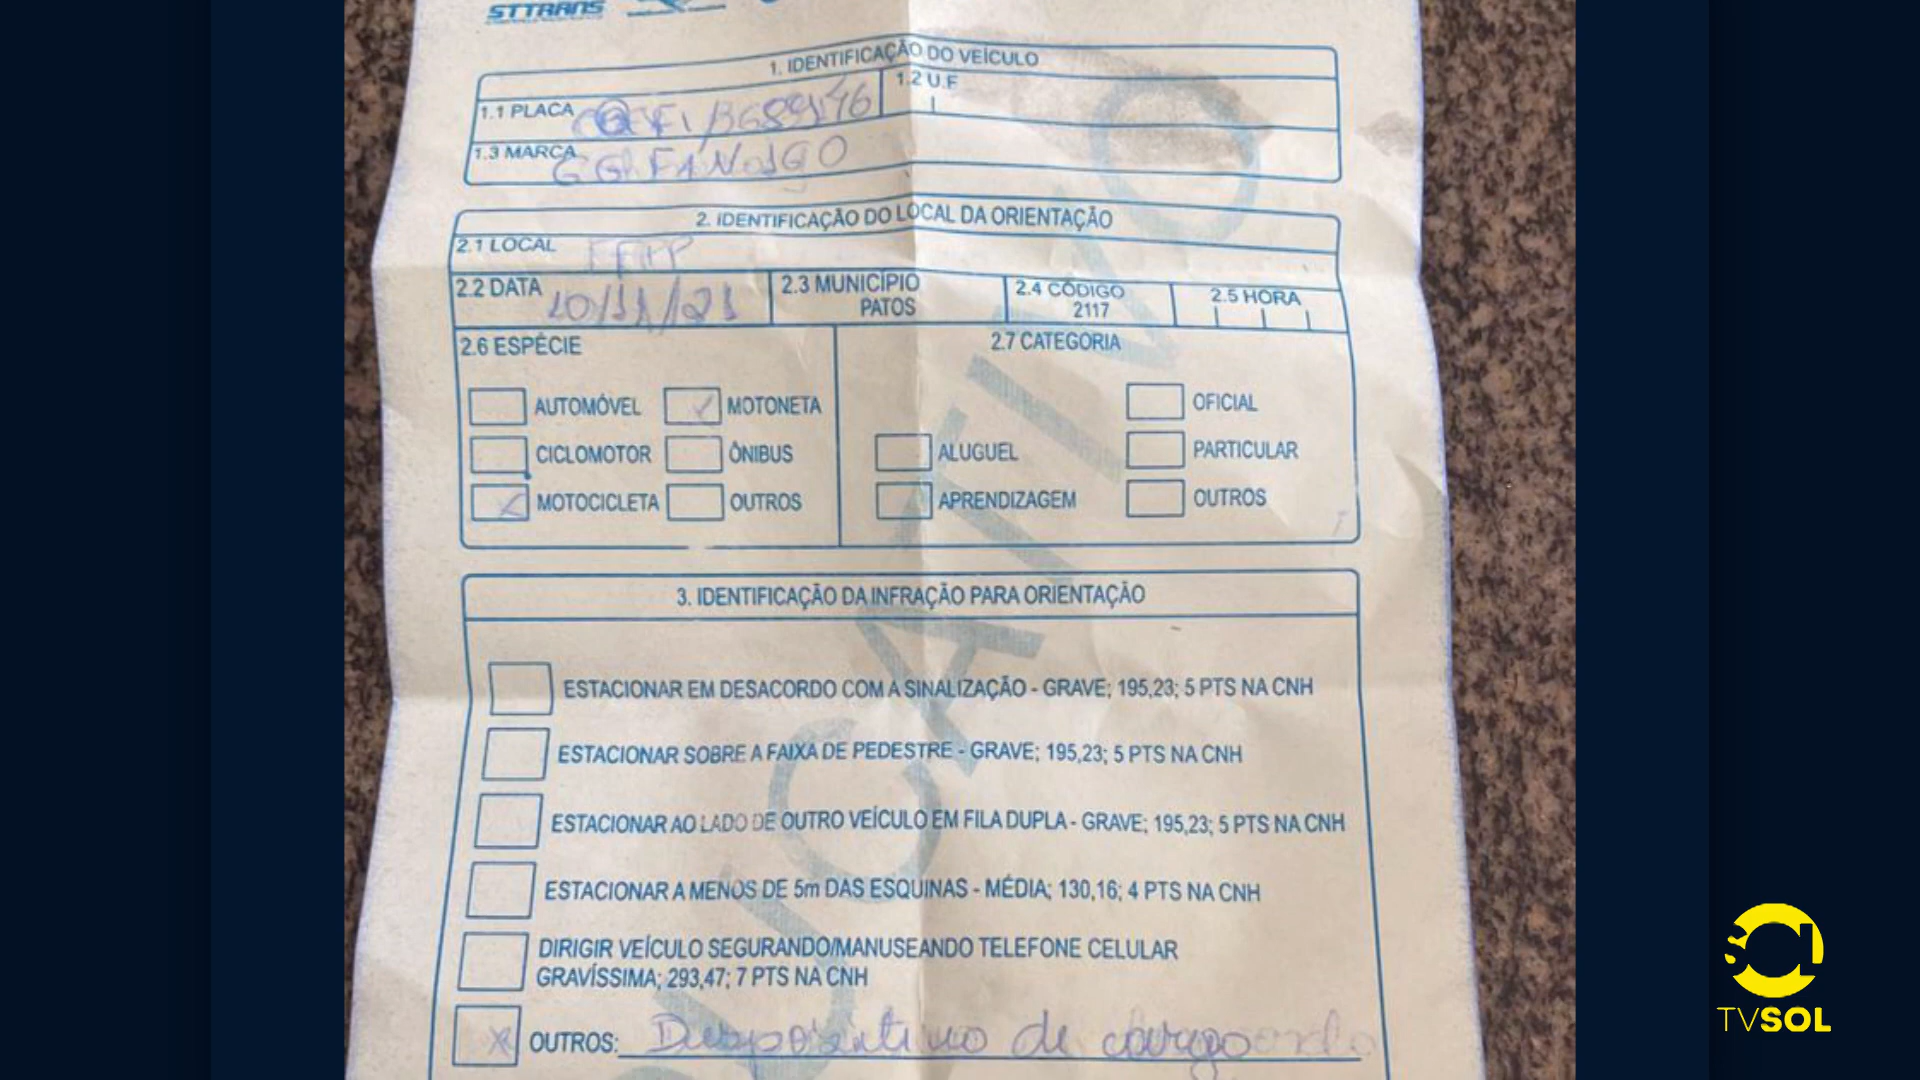 STTRANS
1. IDENTIFICAÇÃO DO VEÍCULO
1.1 PLACA
1.2 U.F
1.3 MARCA
2. IDENTIFICAÇÃO DO LOCAL DA ORIENTAÇÃO
2.1 LOCAL
2.2 DATA 10/11/21
2.3 MUNICÍPIO
PATOS
2.4 CÓDIGO
2117
2.5 HORA
2.6 ESPÉCIE
2.7 CATEGORIA
AUTOMÓVEL MOTONETA
OFICIAL
CICLOMOTOR ÔNIBUS
ALUGUEL PARTICULAR
MOTOCICLETA OUTROS
APRENDIZAGEM OUTROS
3. IDENTIFICAÇÃO DA INFRAÇÃO PARA ORIENTAÇÃO
ESTACIONAR EM DESACORDO COM A SINALIZAÇÃO - GRAVE; 195,23; 5 PTS NA CNH
ESTACIONAR SOBRE A FAIXA DE PEDESTRE - GRAVE; 195,23; 5 PTS NA CNH
ESTACIONAR AO LADO DE OUTRO VEÍCULO EM FILA DUPLA - GRAVE; 195,23; 5 PTS NA CNH
ESTACIONAR A MENOS DE 5m DAS ESQUINAS - MÉDIA; 130,16; 4 PTS NA CNH
DIRIGIR VEÍCULO SEGURANDO/MANUSEANDO TELEFONE CELULAR
GRAVÍSSIMA; 293,47; 7 PTS NA CNH
OUTROS: de
UCATIVO
TVSOL